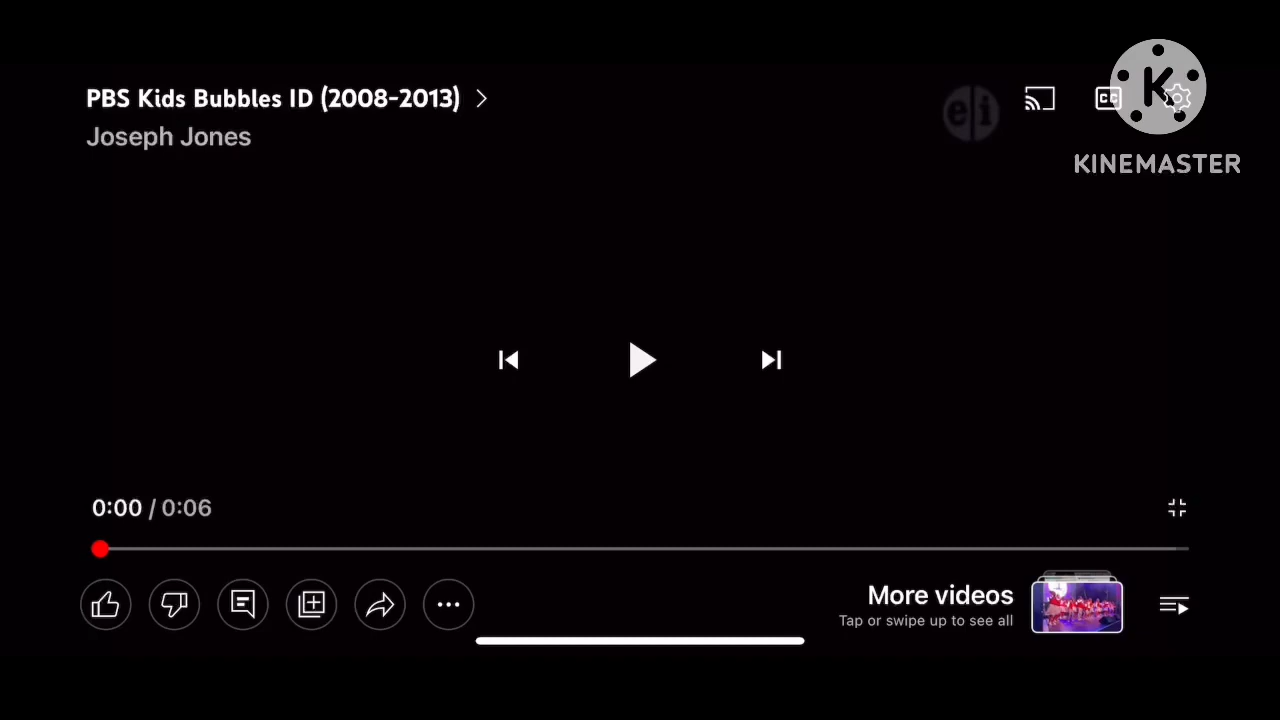 PBS Kids Bubbles ID (2008-2013)
Joseph Jones
e/i
CC
K
KINEMASTER
0:00 / 0:06
More videos
Tap or swipe up to see all